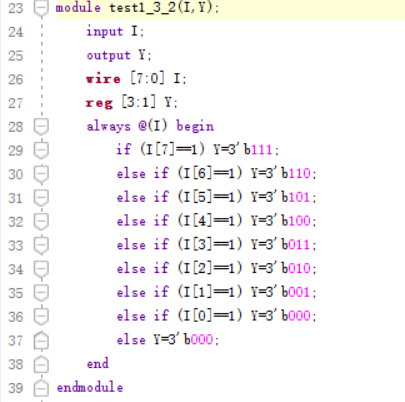 23 module test1_3_2(I,Y);
24 input I;
25 output Y;
26 wire [7:0] I;
27 reg [3:1] Y;
28 always @(I) begin
29 if (I[7]==1) Y=3'b111;
30 else if (I[6]==1) Y=3'b110;
31 else if (I[5]==1) Y=3'b101;
32 else if (I[4]==1) Y=3'b100;
33 else if (I[3]==1) Y=3'b011;
34 else if (I[2]==1) Y=3'b010;
35 else if (I[1]==1) Y=3'b001;
36 else if (I[0]==1) Y=3'b000;
37 else Y=3'b000;
38 end
39 endmodule